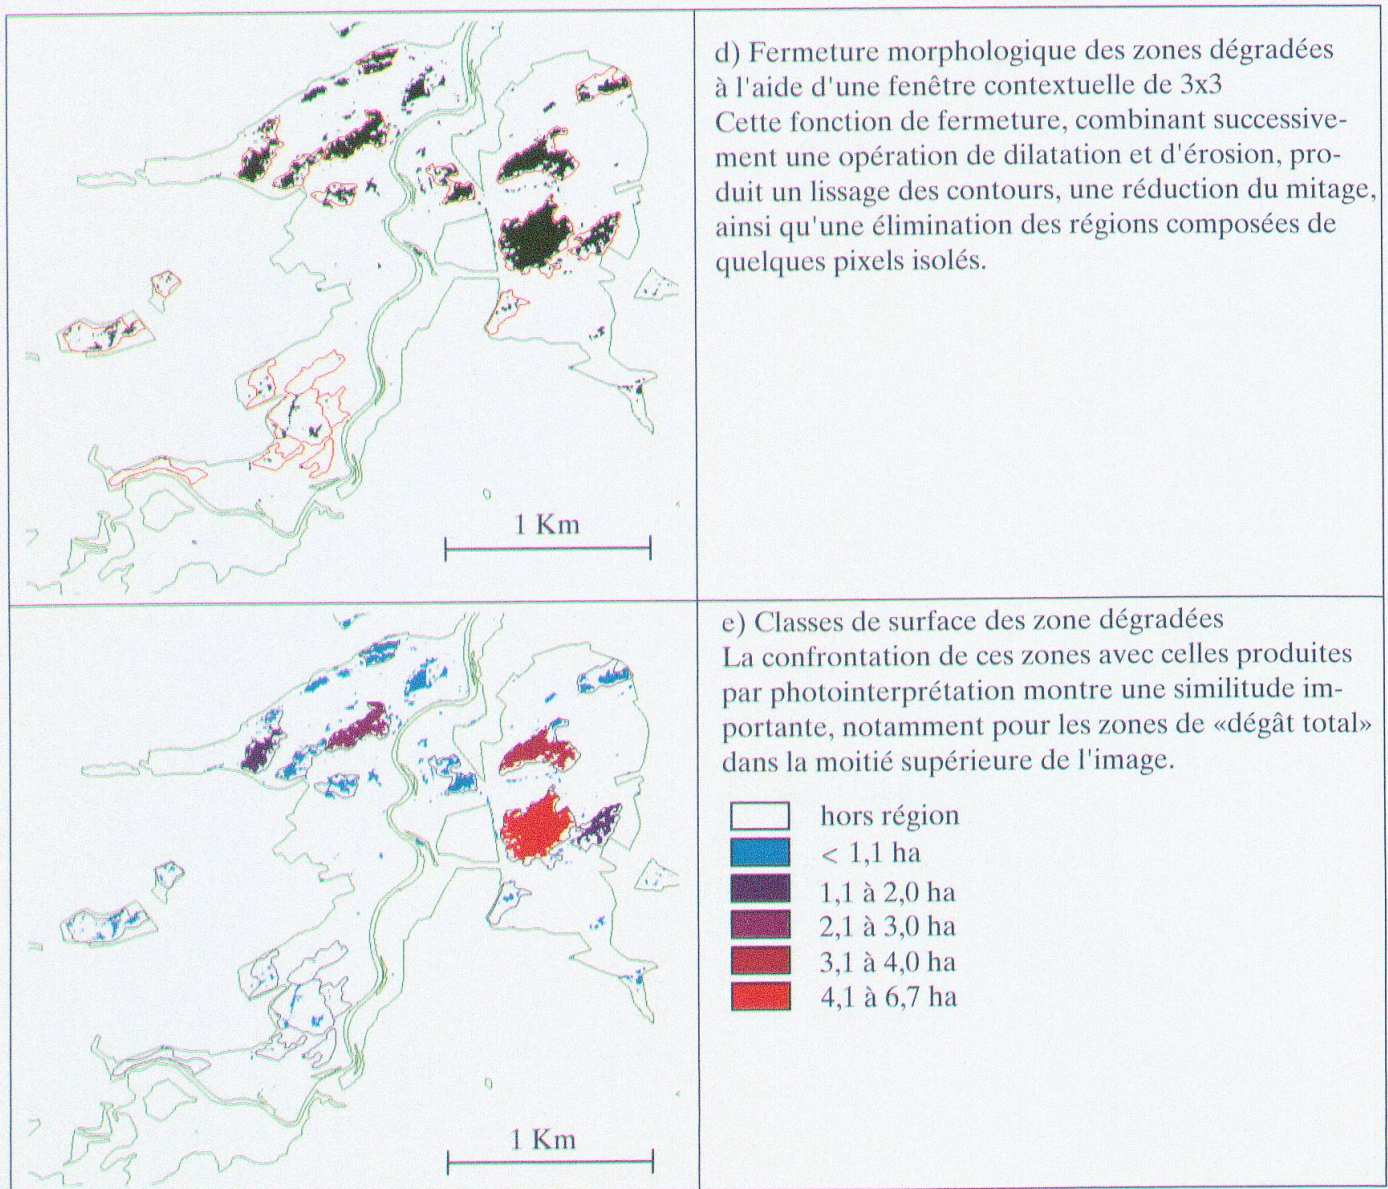 d) Fermeture morphologique des zones dégradées
à l'aide d'une fenêtre contextuelle de 3x3
Cette fonction de fermeture, combinant successive-
ment une opération de dilatation et d'érosion, pro-
duit un lissage des contours, une réduction du mitage,
ainsi qu'une élimination des régions composées de
quelques pixels isolés.
1 Km
e) Classes de surface des zone dégradées
La confrontation de ces zones avec celles produites
par photointerprétation montre une similitude im-
portante, notamment pour les zones de «dégât total»
dans la moitié supérieure de l'image.
hors région
< 1,1 ha
1,1 à 2,0 ha
2,1 à 3,0 ha
3,1 à 4,0 ha
4,1 à 6,7 ha
1 Km